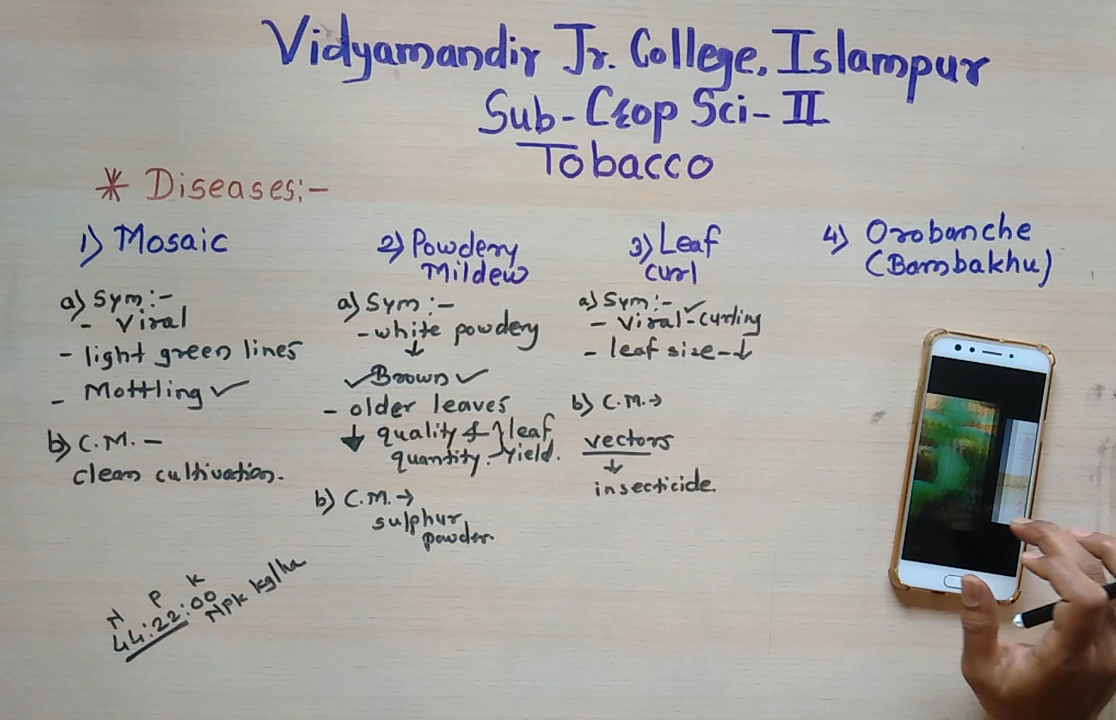 Vidyamandir Jr. College, Islampur
Sub- Crop Sci- II
Tobacco
* Diseases:-
1) Mosaic
a) Sym:-
- Viral
- light green lines
- Mottling ✓
b) C.M. -
clean cultivation.
2) Powdery
Mildew
a) Sym:-
- white powdery
↓
✓ Brown ✓
- older leaves
↓ quality & } leaf
quantity. } yield.
b) C.M. →
sulphur
powder.
3) Leaf
curl
a) Sym:- ✓
- Viral - curling
- leaf size - ↓
b) C.M. →
vectors
↓
insecticide.
4) Orobanche
(Bambakhu)
N P K
44:22:00
NPK kg/ha